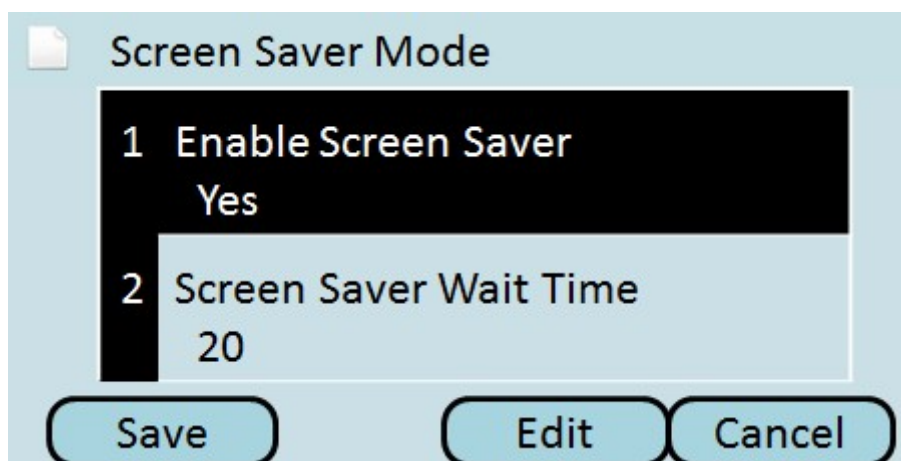 Screen Saver Mode
1 Enable Screen Saver
Yes
2 Screen Saver Wait Time
20
Save Edit Cancel